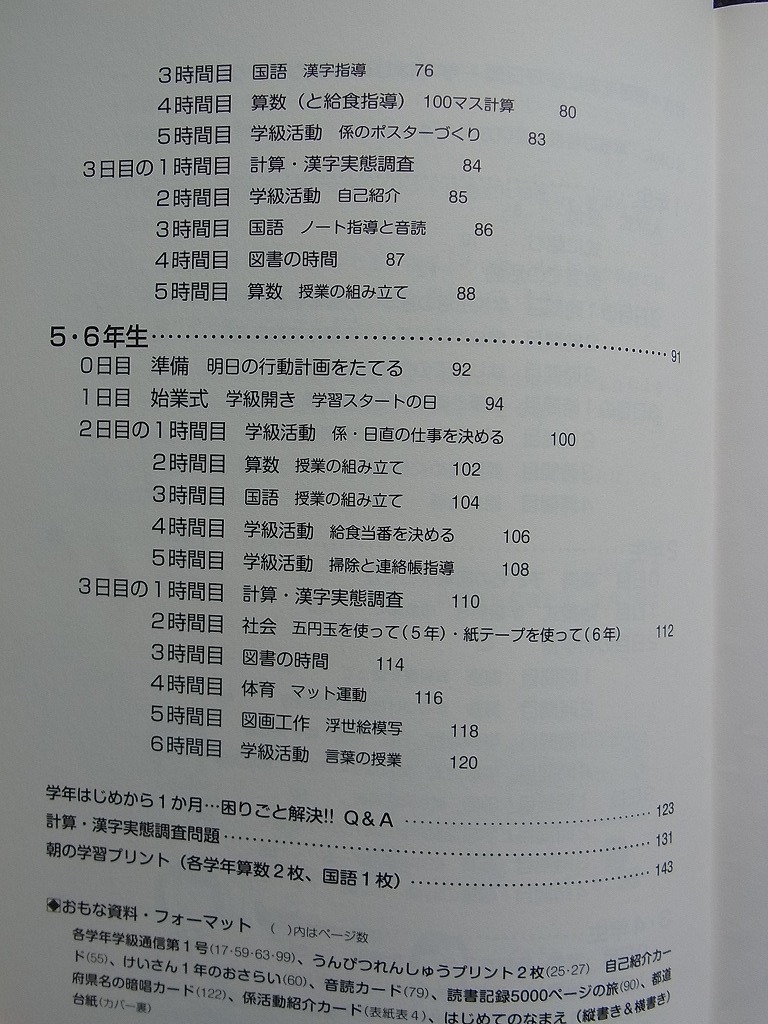 3時間目 国語 漢字指導 76
4時間目 算数（と給食指導） 100マス計算 80
5時間目 学級活動 係のポスターづくり 83
3日目の1時間目 計算・漢字実態調査 84
2時間目 学級活動 自己紹介 85
3時間目 国語 ノート指導と音読 86
4時間目 図書の時間 87
5時間目 算数 授業の組み立て 88
5・6年生……………………………………………………91
0日目 準備 明日の行動計画をたてる 92
1日目 始業式 学級開き 学習スタートの日 94
2日目の1時間目 学級活動 係・日直の仕事を決める 100
2時間目 算数 授業の組み立て 102
3時間目 国語 授業の組み立て 104
4時間目 学級活動 給食当番を決める 106
5時間目 学級活動 掃除と連絡帳指導 108
3日目の1時間目 計算・漢字実態調査 110
2時間目 社会 五円玉を使って（5年）・紙テープを使って（6年） 112
3時間目 図書の時間 114
4時間目 体育 マット運動 116
5時間目 図画工作 浮世絵模写 118
6時間目 学級活動 言葉の授業 120
学年はじめから1か月…困りごと解決!! Q&A ……………………………123
計算・漢字実態調査問題……………………………………………………131
朝の学習プリント（各学年算数2枚、国語1枚）……………………………143
◆おもな資料・フォーマット （ ）内はページ数
各学年学級通信第1号(17・59・63・99)、うんぴつれんしゅうプリント2枚(25・27) 自己紹介カー
ド(55)、けいさん1年のおさらい(60)、音読カード(79)、読書記録5000ページの旅(90)、都道
府県名の暗唱カード(122)、係活動紹介カード(表紙表4)、はじめてのなまえ（縦書き&横書き）
台紙(カバー裏)